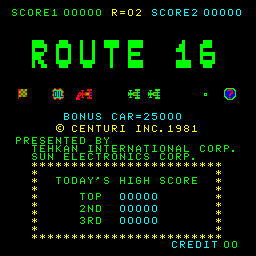 SCORE1 00000 R=02 SCORE2 00000
ROUTE 16
BONUS CAR=25000
© CENTURI INC.1981
PRESENTED BY
TEHKAN INTERNATIONAL CORP.
SUN ELECTRONICS CORP.
TODAY'S HIGH SCORE
TOP 00000
2ND 00000
3RD 00000
CREDIT 00